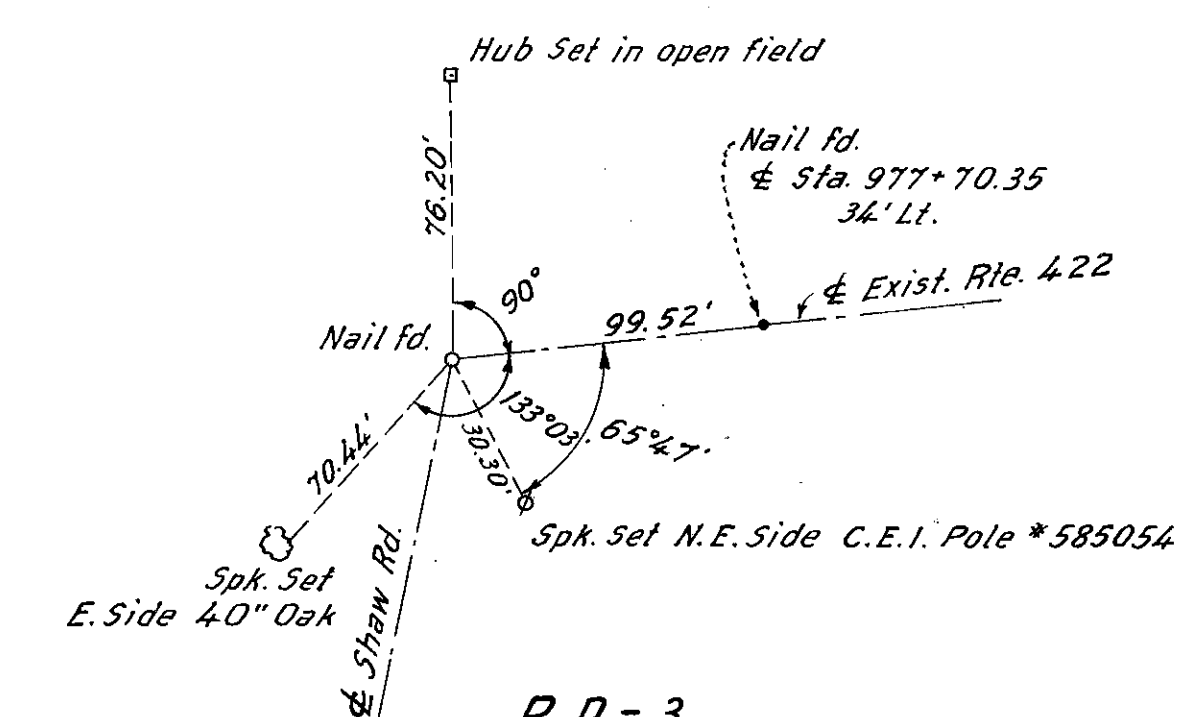 Hub Set in open field
76.20'
Nail fd.
℄ Sta. 977+70.35
34' Lt.
90°
℄ Exist. Rte. 422
99.52'
Nail fd.
133°03'
65°47'
30.30'
70.44'
Spk. Set N.E. Side C.E.I. Pole *585054
Spk. Set
E. Side 40" Oak
℄ Shaw Rd.